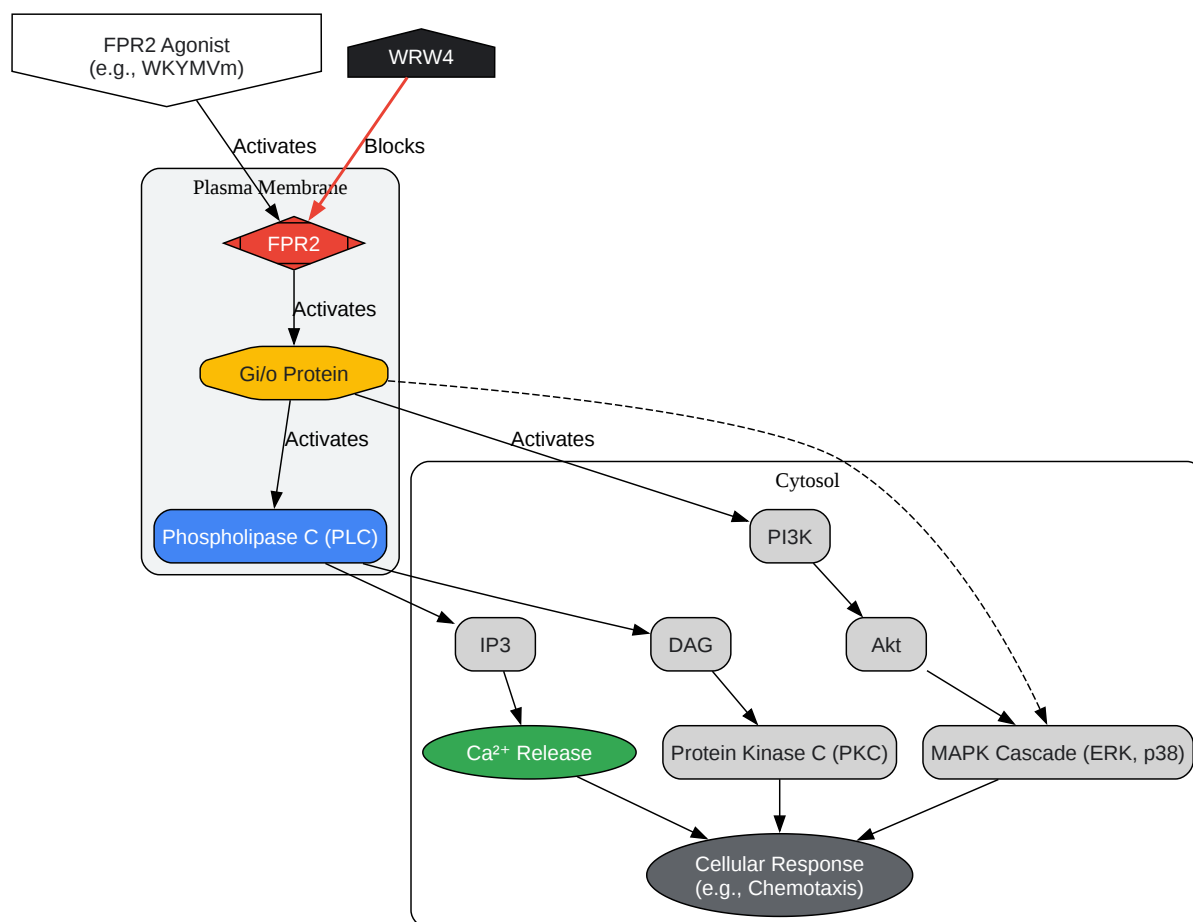 FPR2 Agonist
(e.g., WKYMVm)
WRW4
Activates
Blocks
Plasma Membrane
FPR2
Activates
Gi/o Protein
Activates
Activates
Cytosol
Phospholipase C (PLC)
PI3K
IP3
DAG
Akt
Ca²⁺ Release
Protein Kinase C (PKC)
MAPK Cascade (ERK, p38)
Cellular Response
(e.g., Chemotaxis)